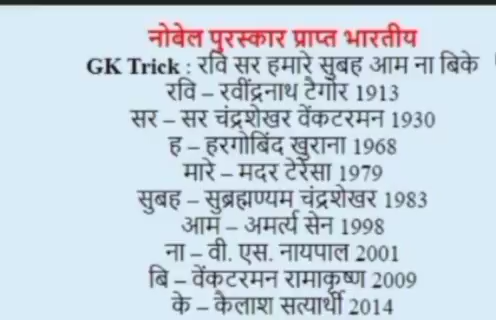 नोबेल पुरस्कार प्राप्त भारतीय
GK Trick : रवि सर हमारे सुबह आम ना बिके
रवि – रवींद्रनाथ टैगोर 1913
सर – सर चंद्रशेखर वेंकटरमन 1930
ह – हरगोबिंद खुराना 1968
मारे – मदर टेरेसा 1979
सुबह – सुब्रह्मण्यम चंद्रशेखर 1983
आम – अमर्त्य सेन 1998
ना – वी. एस. नायपाल 2001
बि – वेंकटरमन रामाकृष्ण 2009
के – कैलाश सत्यार्थी 2014